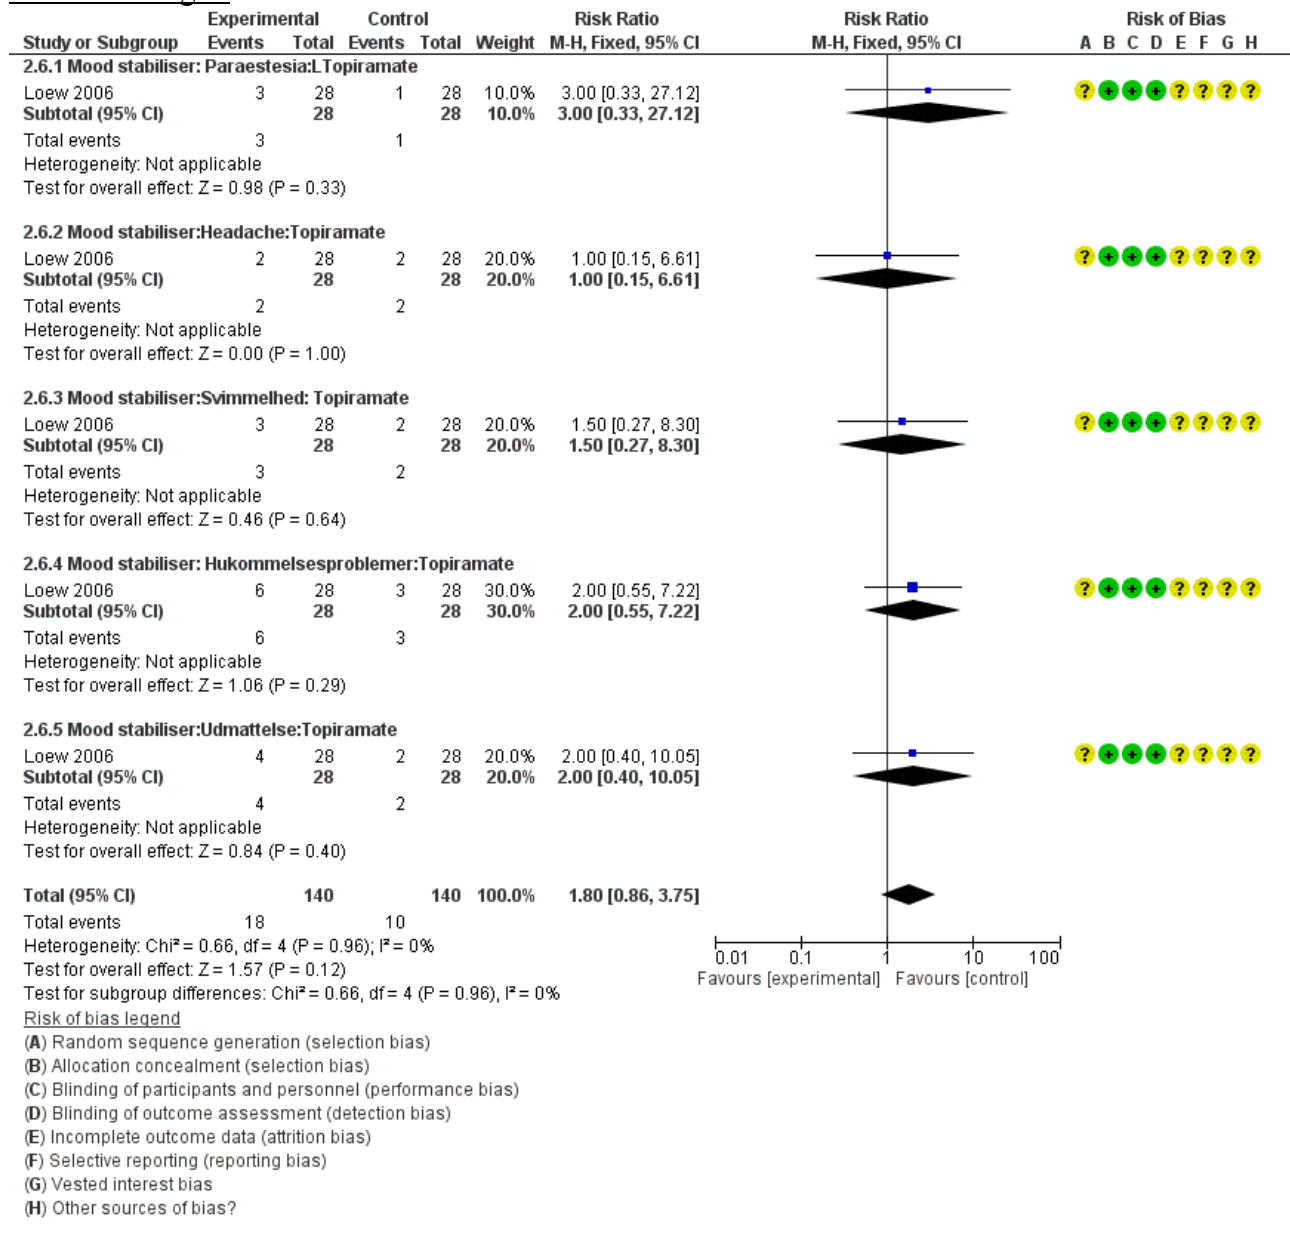 Experimental Control Risk Ratio Risk Ratio Risk of Bias
Study or Subgroup Events Total Events Total Weight M-H, Fixed, 95% CI M-H, Fixed, 95% CI A B C D E F G H
2.6.1 Mood stabiliser: Paraestesia:LTopiramate
Loew 2006 3 28 1 28 10.0% 3.00 [0.33, 27.12] ? + + + ? ? ? ?
Subtotal (95% CI) 28 28 10.0% 3.00 [0.33, 27.12]
Total events 3 1
Heterogeneity: Not applicable
Test for overall effect: Z = 0.98 (P = 0.33)
2.6.2 Mood stabiliser:Headache:Topiramate
Loew 2006 2 28 2 28 20.0% 1.00 [0.15, 6.61] ? + + + ? ? ? ?
Subtotal (95% CI) 28 28 20.0% 1.00 [0.15, 6.61]
Total events 2 2
Heterogeneity: Not applicable
Test for overall effect: Z = 0.00 (P = 1.00)
2.6.3 Mood stabiliser:Svimmelhed: Topiramate
Loew 2006 3 28 2 28 20.0% 1.50 [0.27, 8.30] ? + + + ? ? ? ?
Subtotal (95% CI) 28 28 20.0% 1.50 [0.27, 8.30]
Total events 3 2
Heterogeneity: Not applicable
Test for overall effect: Z = 0.46 (P = 0.64)
2.6.4 Mood stabiliser: Hukommelsesproblemer:Topiramate
Loew 2006 6 28 3 28 30.0% 2.00 [0.55, 7.22] ? + + + ? ? ? ?
Subtotal (95% CI) 28 28 30.0% 2.00 [0.55, 7.22]
Total events 6 3
Heterogeneity: Not applicable
Test for overall effect: Z = 1.06 (P = 0.29)
2.6.5 Mood stabiliser:Udmattelse:Topiramate
Loew 2006 4 28 2 28 20.0% 2.00 [0.40, 10.05] ? + + + ? ? ? ?
Subtotal (95% CI) 28 28 20.0% 2.00 [0.40, 10.05]
Total events 4 2
Heterogeneity: Not applicable
Test for overall effect: Z = 0.84 (P = 0.40)
Total (95% CI) 140 140 100.0% 1.80 [0.86, 3.75]
Total events 18 10
Heterogeneity: Chi² = 0.66, df = 4 (P = 0.96); I² = 0%
Test for overall effect: Z = 1.57 (P = 0.12)
Test for subgroup differences: Chi² = 0.66, df = 4 (P = 0.96), I² = 0%
0.01 0.1 1 10 100
Favours [experimental] Favours [control]
Risk of bias legend
(A) Random sequence generation (selection bias)
(B) Allocation concealment (selection bias)
(C) Blinding of participants and personnel (performance bias)
(D) Blinding of outcome assessment (detection bias)
(E) Incomplete outcome data (attrition bias)
(F) Selective reporting (reporting bias)
(G) Vested interest bias
(H) Other sources of bias?